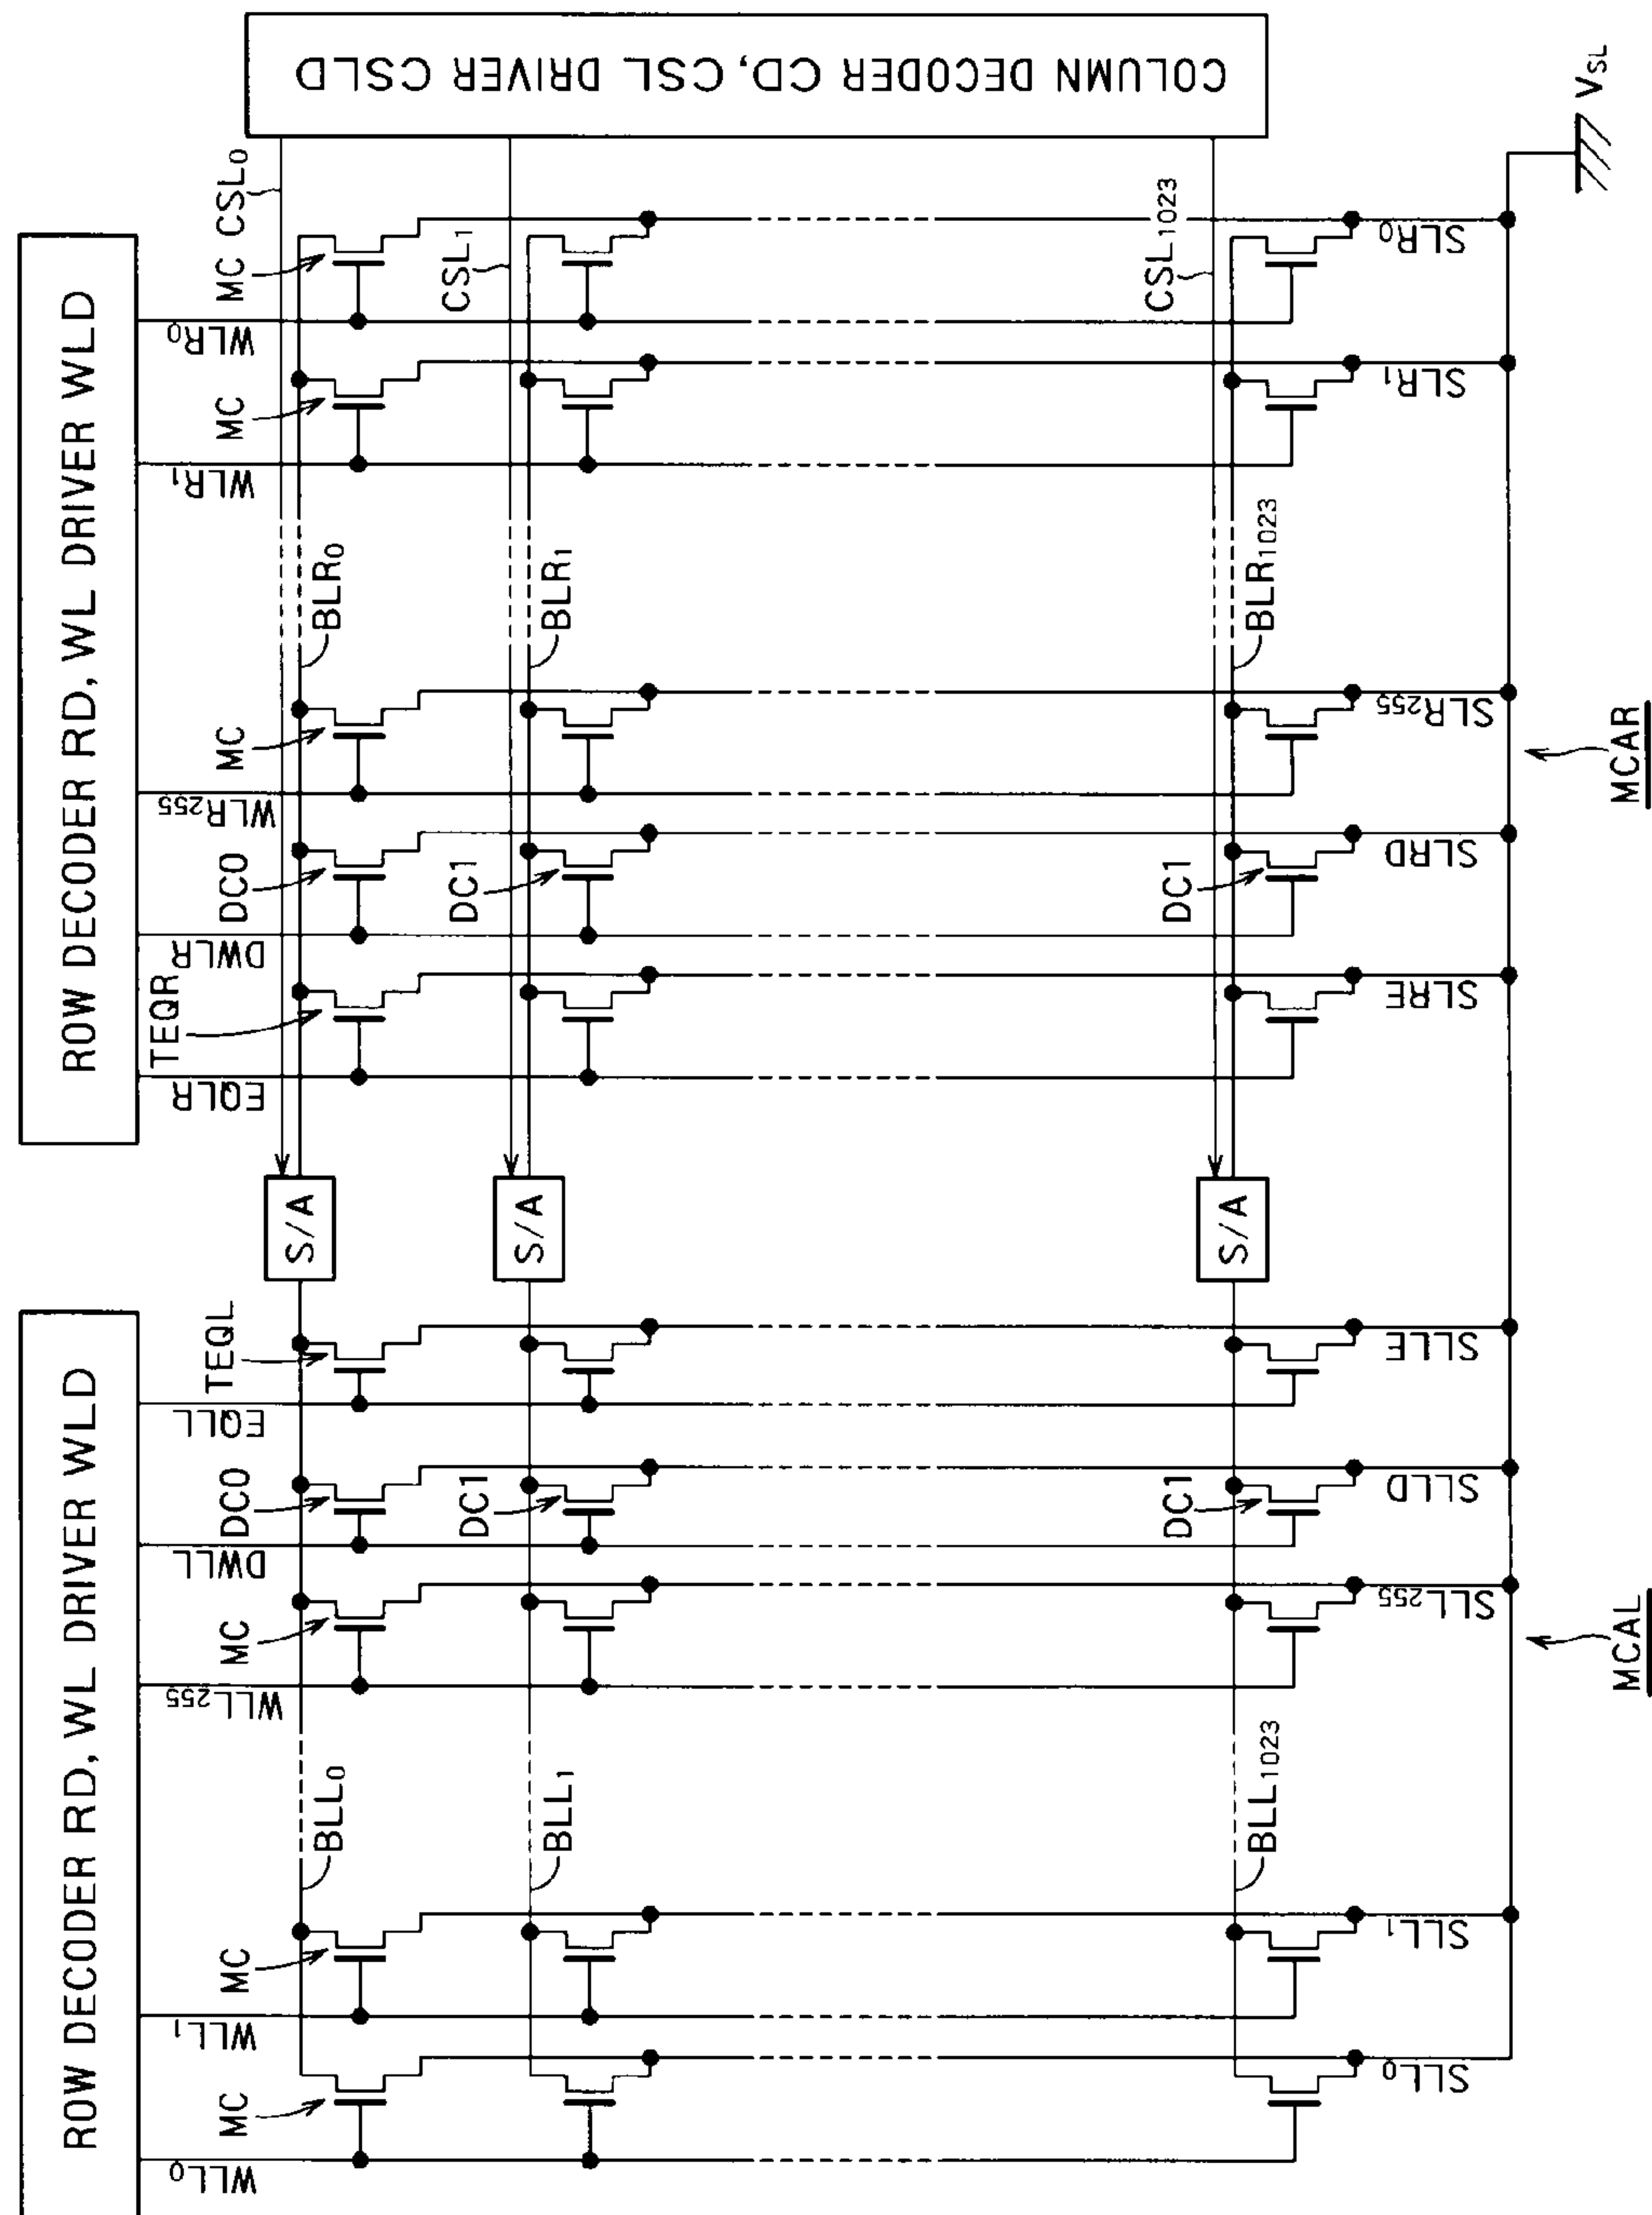 ROW DECODER RD, WL DRIVER WLD
ROW DECODER RD, WL DRIVER WLD
COLUMN DECODER CD, CSL DRIVER CSLD
WLL0
WLL1
WLL255
DWLL
EQLL
EQLR
DWLR
WLR255
WLR1
WLR0
MC
MC
MC
DC0
TEQL
TEQR
DC0
MC
MC
MC
CSL0
BLL0
S/A
BLR0
DC1
DC1
CSL1
BLL1
S/A
BLR1
DC1
DC1
CSL1023
BLL1023
S/A
BLR1023
SLL0
SLL1
SLL255
SLLD
SLLE
SLRE
SLRD
SLR255
SLR1
SLR0
VSL
MCAL
MCAR